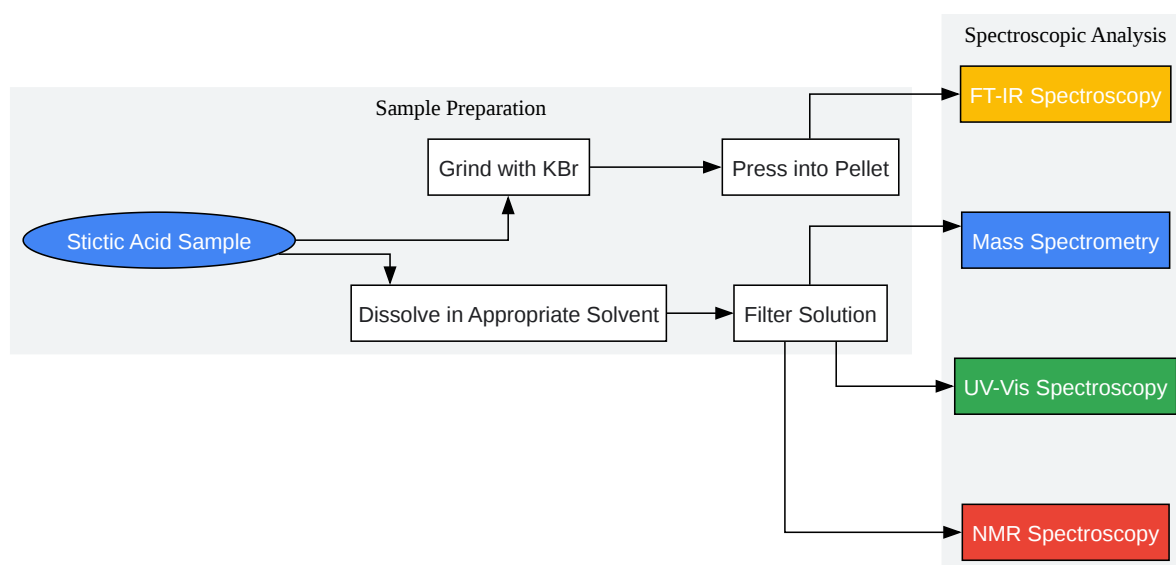 Spectroscopic Analysis
FT-IR Spectroscopy
Sample Preparation
Grind with KBr
Press into Pellet
Stictic Acid Sample
Mass Spectrometry
Dissolve in Appropriate Solvent
Filter Solution
UV-Vis Spectroscopy
NMR Spectroscopy